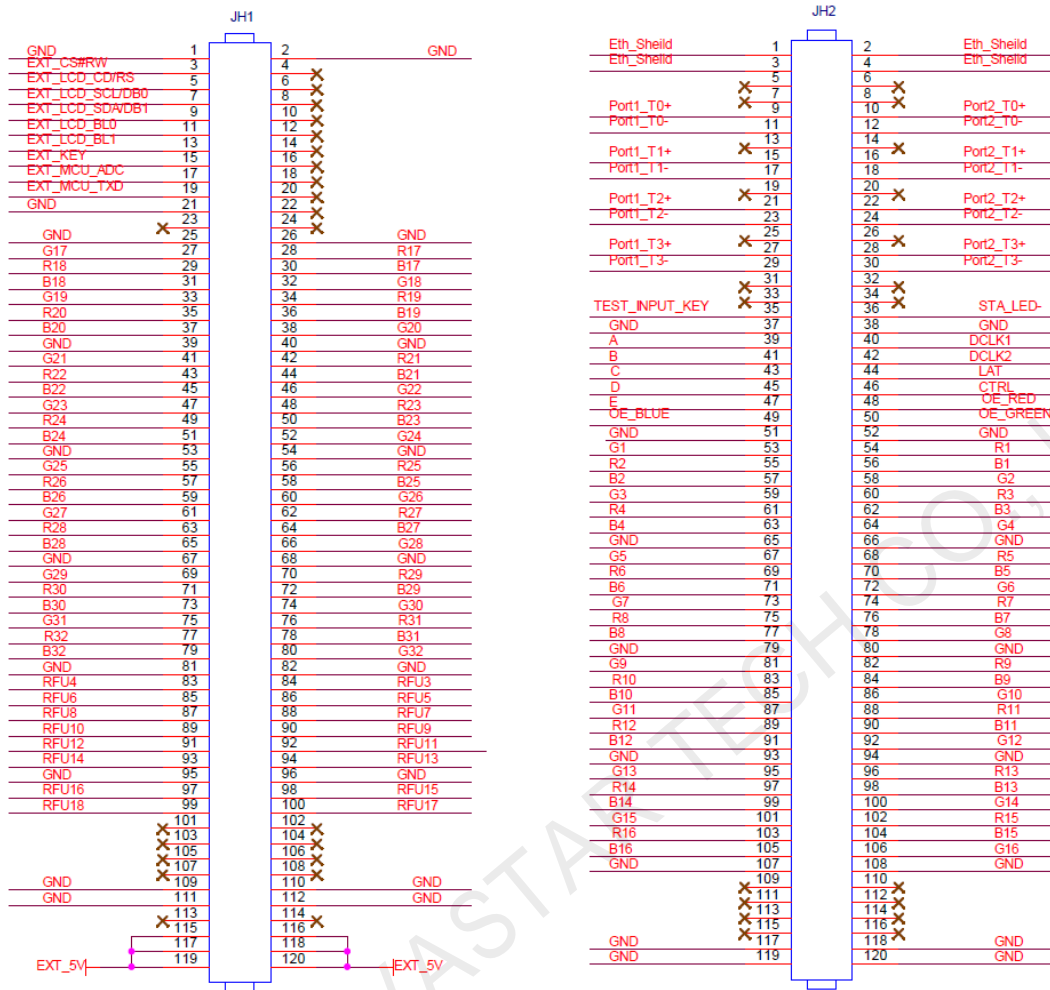 JH1
GND 1 2 GND
EXT_CS#RW 3 4
EXT_LCD_CD/RS 5 6
EXT_LCD_SCL/DB0 7 8
EXT_LCD_SDA/DB1 9 10
EXT_LCD_BL0 11 12
EXT_LCD_BL1 13 14
EXT_KEY 15 16
EXT_MCU_ADC 17 18
EXT_MCU_TXD 19 20
GND 21 22
23 24
GND 25 26 GND
G17 27 28 R17
R18 29 30 B17
B18 31 32 G18
G19 33 34 R19
R20 35 36 B19
B20 37 38 G20
GND 39 40 GND
G21 41 42 R21
R22 43 44 B21
B22 45 46 G22
G23 47 48 R23
R24 49 50 B23
B24 51 52 G24
GND 53 54 GND
G25 55 56 R25
R26 57 58 B25
B26 59 60 G26
G27 61 62 R27
R28 63 64 B27
B28 65 66 G28
GND 67 68 GND
G29 69 70 R29
R30 71 72 B29
B30 73 74 G30
G31 75 76 R31
R32 77 78 B31
B32 79 80 G32
GND 81 82 GND
RFU4 83 84 RFU3
RFU6 85 86 RFU5
RFU8 87 88 RFU7
RFU10 89 90 RFU9
RFU12 91 92 RFU11
RFU14 93 94 RFU13
GND 95 96 GND
RFU16 97 98 RFU15
RFU18 99 100 RFU17
101 102
103 104
105 106
107 108
GND 109 110 GND
GND 111 112 GND
113 114
115 116
117 118
EXT_5V 119 120 EXT_5V
JH2
Eth_Sheild 1 2 Eth_Sheild
Eth_Sheild 3 4 Eth_Sheild
5 6
7 8
Port1_T0+ 9 10 Port2_T0+
Port1_T0- 11 12 Port2_T0-
13 14
Port1_T1+ 15 16 Port2_T1+
Port1_T1- 17 18 Port2_T1-
19 20
Port1_T2+ 21 22 Port2_T2+
Port1_T2- 23 24 Port2_T2-
25 26
Port1_T3+ 27 28 Port2_T3+
Port1_T3- 29 30 Port2_T3-
31 32
33 34
TEST_INPUT_KEY 35 36 STA_LED-
GND 37 38 GND
A 39 40 DCLK1
B 41 42 DCLK2
C 43 44 LAT
D 45 46 CTRL
E 47 48 OE_RED
OE_BLUE 49 50 OE_GREEN
GND 51 52 GND
G1 53 54 R1
R2 55 56 B1
B2 57 58 G2
G3 59 60 R3
R4 61 62 B3
B4 63 64 G4
GND 65 66 GND
G5 67 68 R5
R6 69 70 B5
B6 71 72 G6
G7 73 74 R7
R8 75 76 B7
B8 77 78 G8
GND 79 80 GND
G9 81 82 R9
R10 83 84 B9
B10 85 86 G10
G11 87 88 R11
R12 89 90 B11
B12 91 92 G12
GND 93 94 GND
G13 95 96 R13
R14 97 98 B13
B14 99 100 G14
G15 101 102 R15
R16 103 104 B15
B16 105 106 G16
GND 107 108 GND
109 110
111 112
113 114
115 116
GND 117 118 GND
GND 119 120 GND
VASTAR TECH CO.,